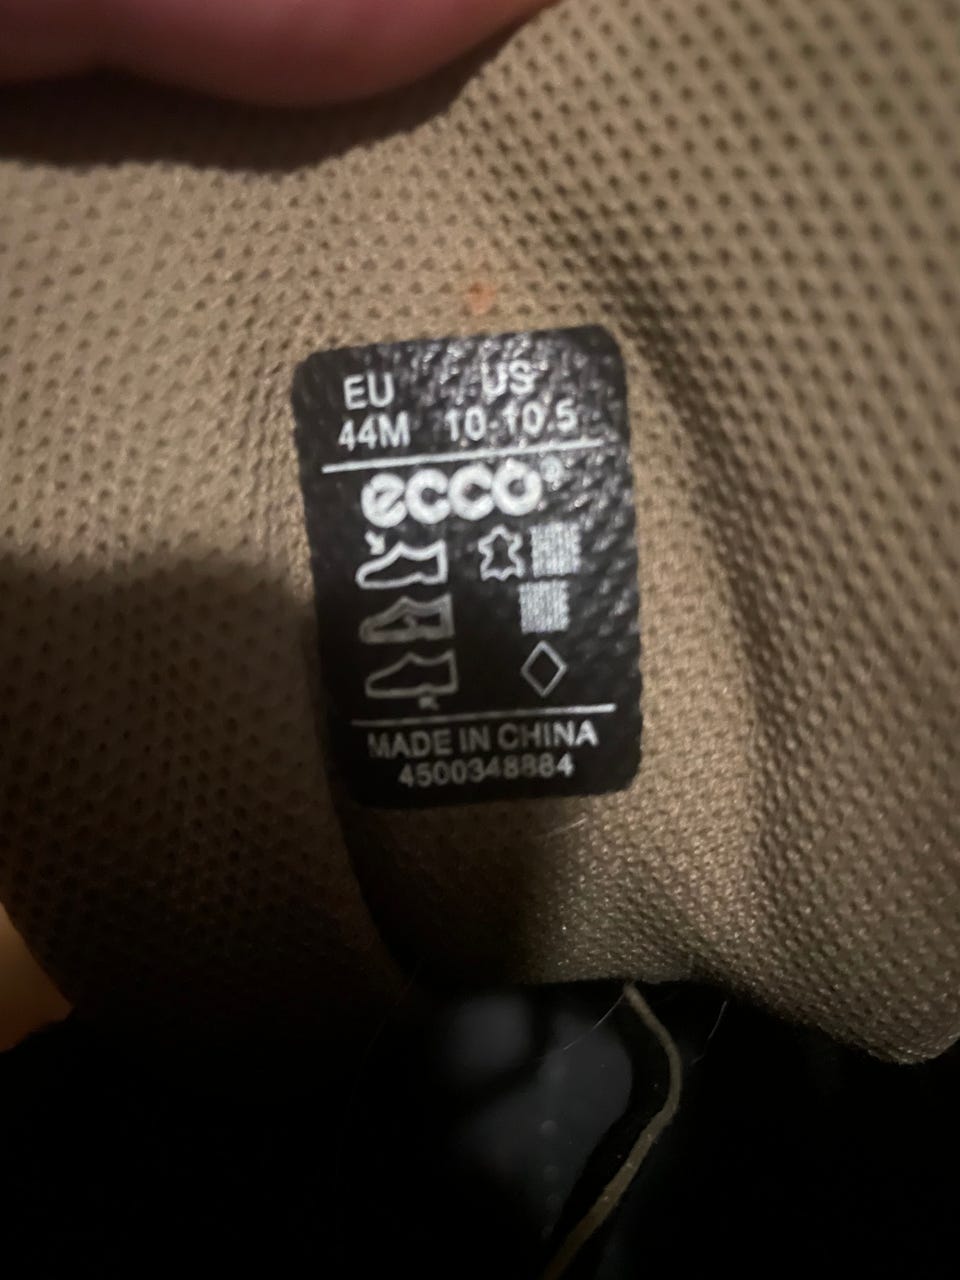 EU US
44M 10-10.5
ecco®
MADE IN CHINA
4500348884